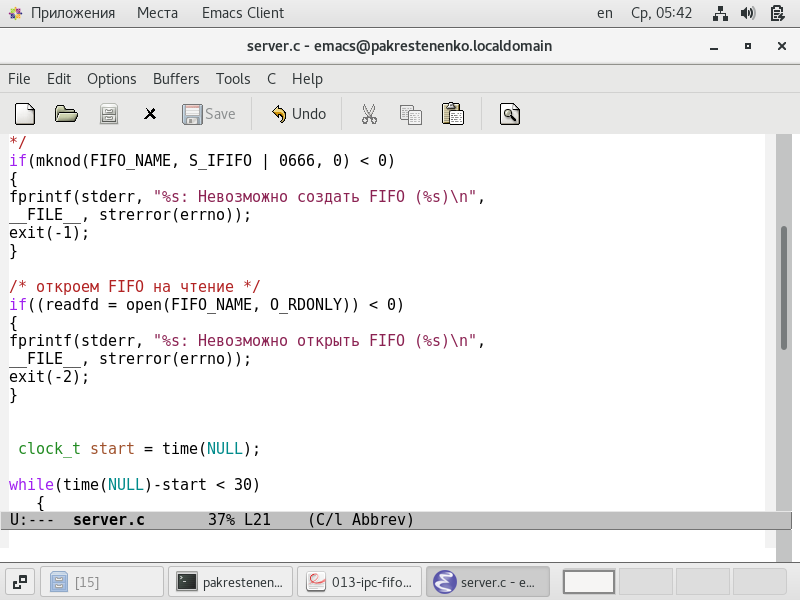 Приложения Места Emacs Client en Ср, 05:42
server.c - emacs@pakrestenenko.localdomain
File Edit Options Buffers Tools C Help
Save Undo
*/
if(mknod(FIFO_NAME, S_IFIFO | 0666, 0) < 0)
{
fprintf(stderr, "%s: Невозможно создать FIFO (%s)\n",
__FILE__, strerror(errno));
exit(-1);
}
/* откроем FIFO на чтение */
if((readfd = open(FIFO_NAME, O_RDONLY)) < 0)
{
fprintf(stderr, "%s: Невозможно открыть FIFO (%s)\n",
__FILE__, strerror(errno));
exit(-2);
}
clock_t start = time(NULL);
while(time(NULL)-start < 30)
{
U:--- server.c 37% L21 (C/l Abbrev)
[15] pakrestenen... 013-ipc-fifo... server.c - e...